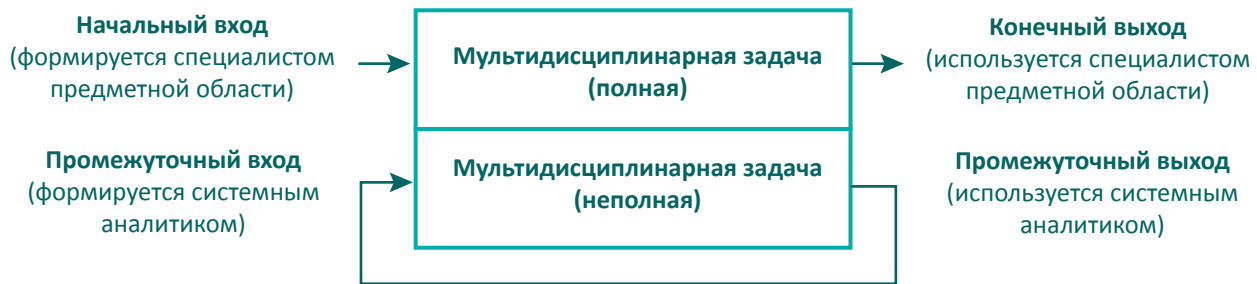 Начальный вход
(формируется специалистом
предметной области)
Мультидисциплинарная задача
(полная)
Конечный выход
(используется специалистом
предметной области)
Промежуточный вход
(формируется системным
аналитиком)
Мультидисциплинарная задача
(неполная)
Промежуточный выход
(используется системным
аналитиком)